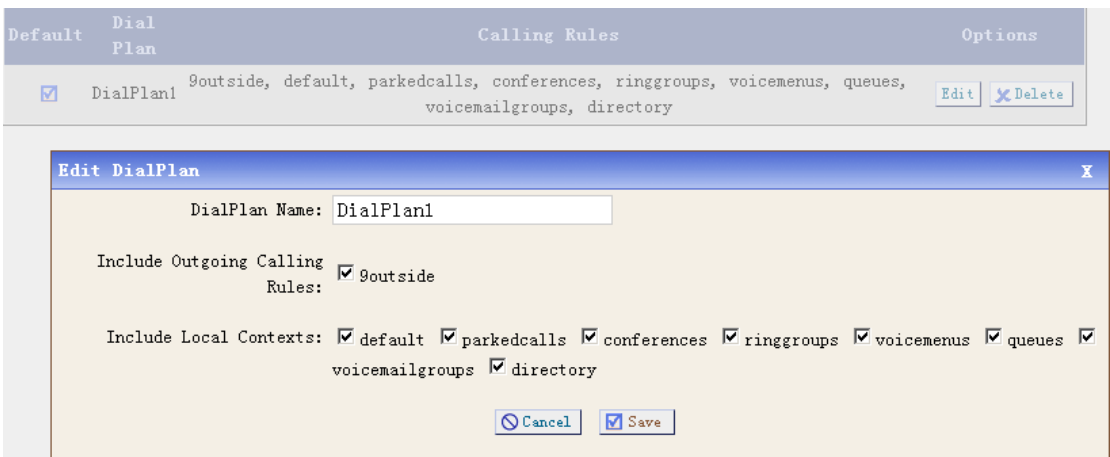 Default Dial Plan Calling Rules Options
DialPlan1 9outside, default, parkedcalls, conferences, ringgroups, voicemenus, queues,
voicemailgroups, directory Edit Delete
Edit DialPlan X
DialPlan Name: DialPlan1
Include Outgoing Calling
Rules: 9outside
Include Local Contexts: default parkedcalls conferences ringgroups voicemenus queues
voicemailgroups directory
Cancel Save